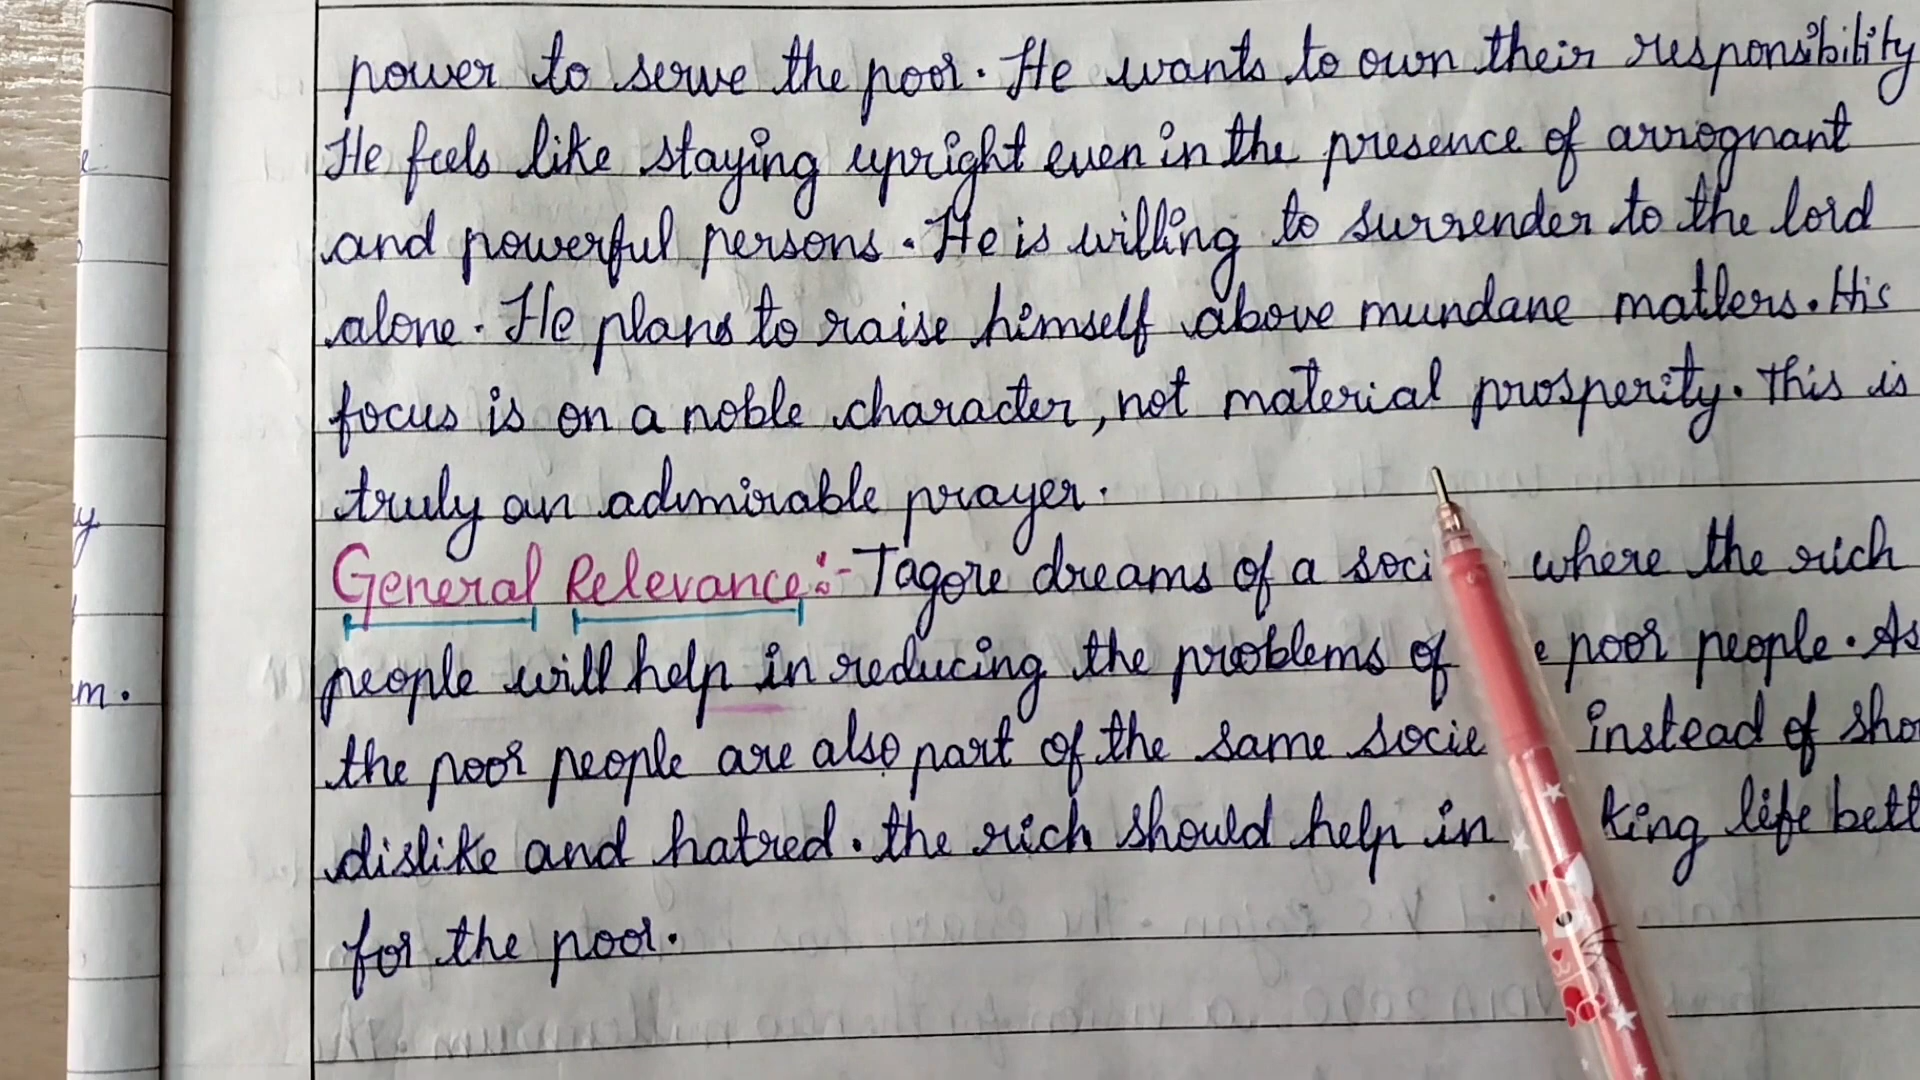 power to serve the poor. He wants to own their responsibility
He feels like staying upright even in the presence of arrognant
and powerful persons. He is willing to surrender to the lord
alone. He plans to raise himself above mundane matters. His
focus is on a noble character, not material prosperity. This is
truly an admirable prayer.
General Relevance:- Tagore dreams of a soci where the rich
people will help in reducing the problems of e poor people. As
the poor people are also part of the same socie instead of sho
dislike and hatred. the rich should help in king life bett
for the poor.
y
m.